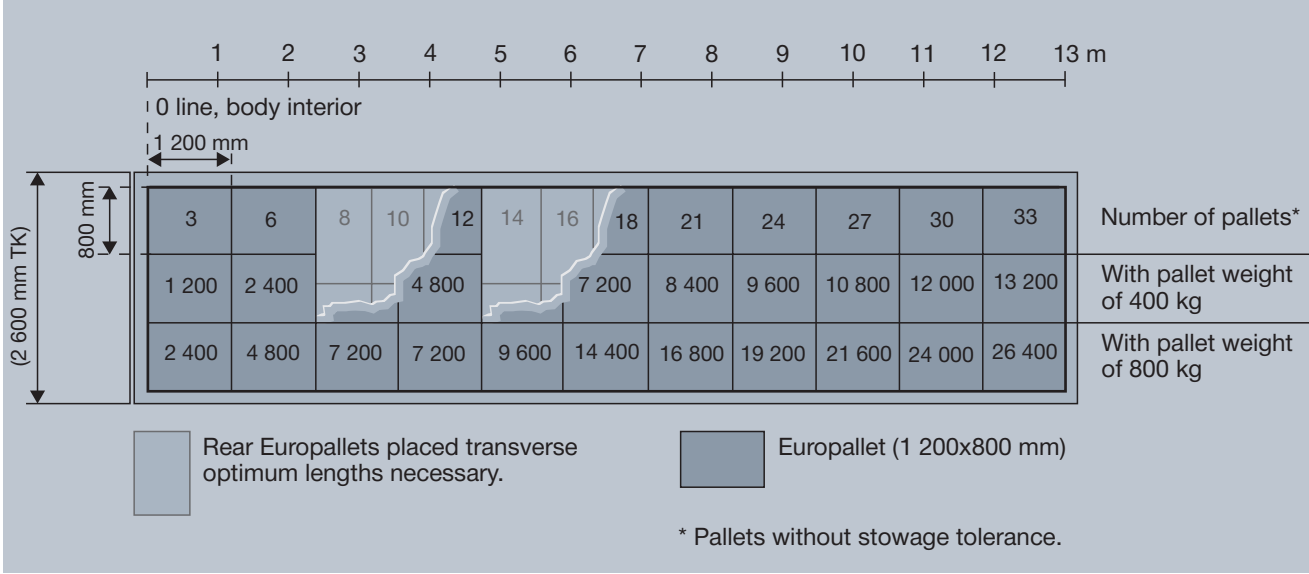 1 2 3 4 5 6 7 8 9 10 11 12 13 m
0 line, body interior
1 200 mm
(2 600 mm TK)
800 mm
3 6 8 10 12 14 16 18 21 24 27 30 33 Number of pallets*
1 200 2 400 4 800 7 200 8 400 9 600 10 800 12 000 13 200 With pallet weight
of 400 kg
2 400 4 800 7 200 7 200 9 600 14 400 16 800 19 200 21 600 24 000 26 400 With pallet weight
of 800 kg
Rear Europallets placed transverse
optimum lengths necessary.
Europallet (1 200x800 mm)
* Pallets without stowage tolerance.